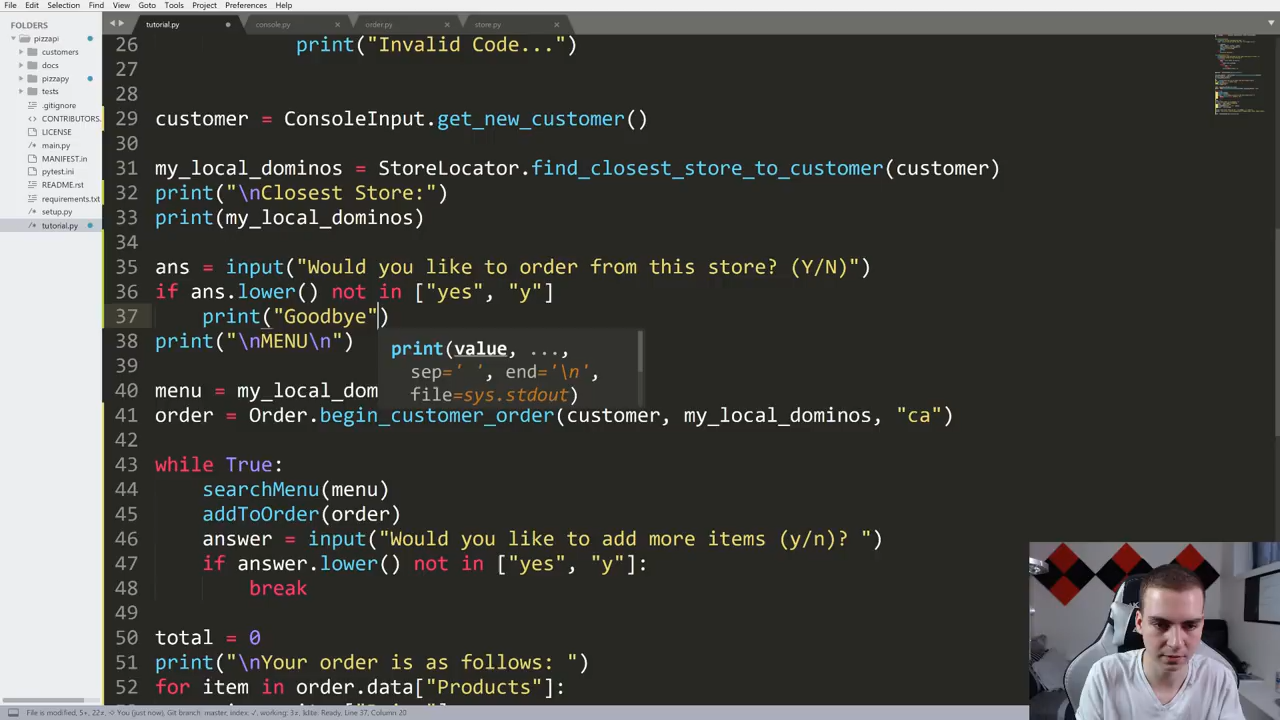 File Edit Selection Find View Goto Tools Project Preferences Help
FOLDERS
pizzapi
customers
docs
pizzapy
tests
.gitignore
CONTRIBUTORS.
LICENSE
main.py
MANIFEST.in
pytest.ini
README.rst
requirements.txt
setup.py
tutorial.py
tutorial.py console.py order.py store.py
26 print("Invalid Code...")
27
28
29 customer = ConsoleInput.get_new_customer()
30
31 my_local_dominos = StoreLocator.find_closest_store_to_customer(customer)
32 print("\nClosest Store:")
33 print(my_local_dominos)
34
35 ans = input("Would you like to order from this store? (Y/N)")
36 if ans.lower() not in ["yes", "y"]
37 print("Goodbye")
38 print("\nMENU\n")
print(value, ...,
sep=' ', end='\n',
file=sys.stdout)
39
40 menu = my_local_dom
41 order = Order.begin_customer_order(customer, my_local_dominos, "ca")
42
43 while True:
44 searchMenu(menu)
45 addToOrder(order)
46 answer = input("Would you like to add more items (y/n)? ")
47 if answer.lower() not in ["yes", "y"]:
48 break
49
50 total = 0
51 print("\nYour order is as follows: ")
52 for item in order.data["Products"]: